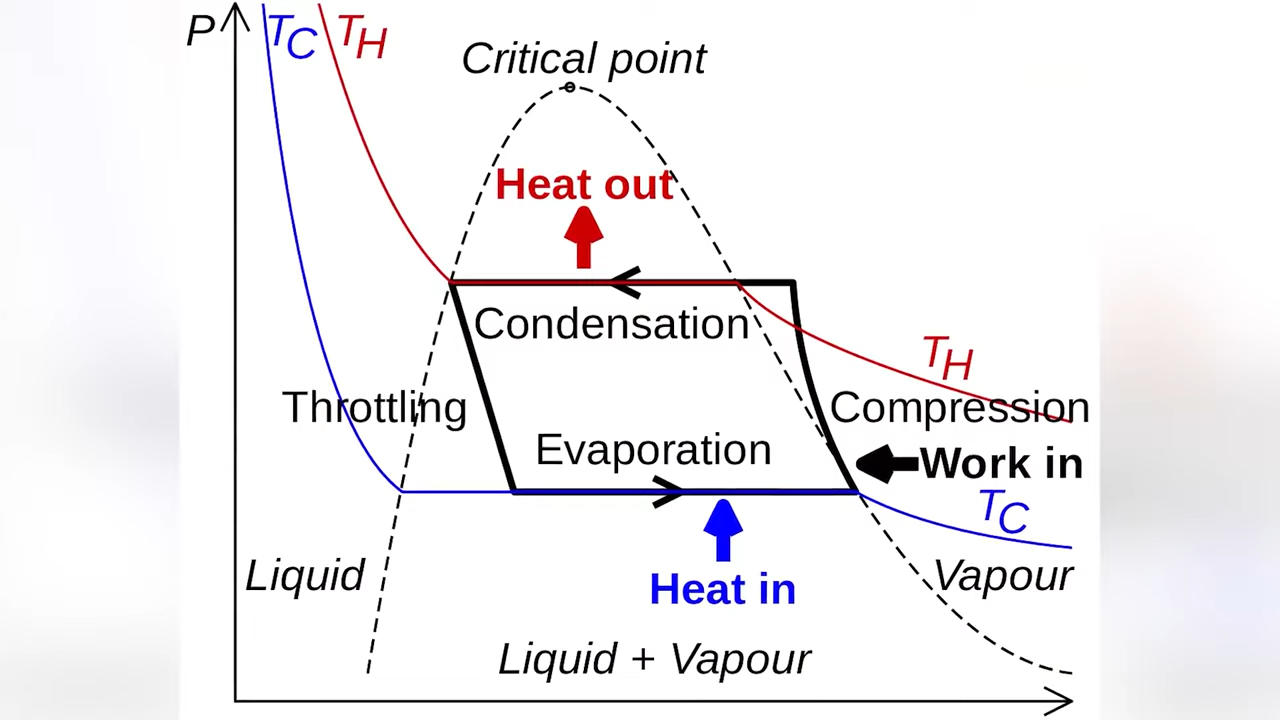 P
TC
TH
Critical point
Heat out
Condensation
TH
Throttling
Compression
Evaporation
Work in
TC
Liquid
Heat in
Vapour
Liquid + Vapour